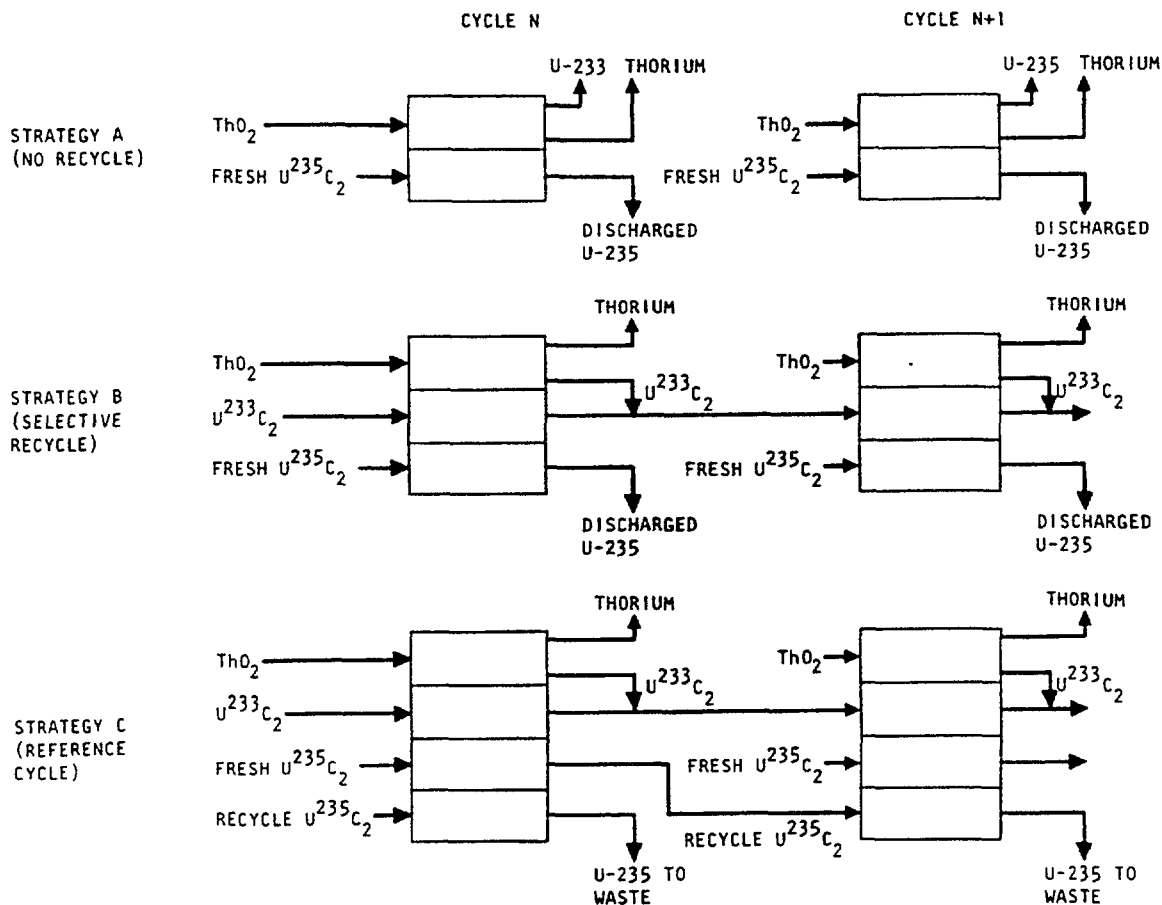 CYCLE N
CYCLE N+1
U-233 THORIUM
U-235 THORIUM
STRATEGY A
(NO RECYCLE)
ThO₂
ThO₂
FRESH U²³⁵C₂
FRESH U²³⁵C₂
DISCHARGED
U-235
DISCHARGED
U-235
THORIUM
THORIUM
STRATEGY B
(SELECTIVE
RECYCLE)
ThO₂
ThO₂
U²³³C₂
U²³³C₂
U²³³C₂
FRESH U²³⁵C₂
FRESH U²³⁵C₂
DISCHARGED
U-235
DISCHARGED
U-235
THORIUM
THORIUM
STRATEGY C
(REFERENCE
CYCLE)
ThO₂
ThO₂
U²³³C₂
U²³³C₂
U²³³C₂
FRESH U²³⁵C₂
FRESH U²³⁵C₂
RECYCLE U²³⁵C₂
RECYCLE U²³⁵C₂
U-235 TO
WASTE
U-235 TO
WASTE